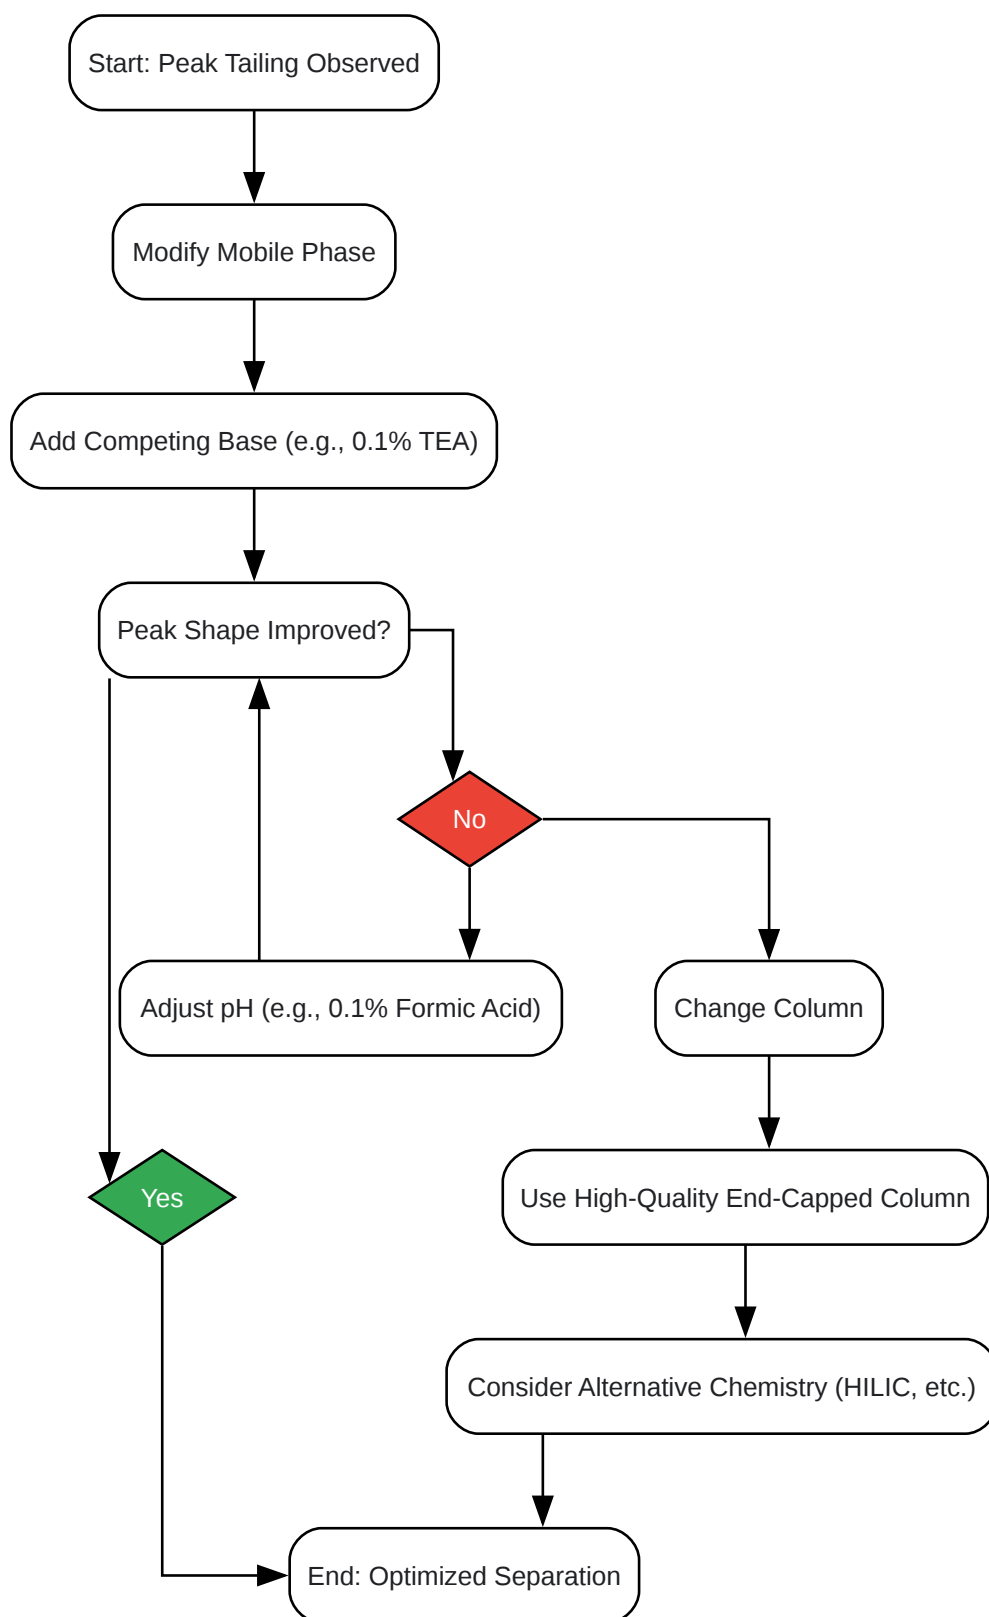 Start: Peak Tailing Observed
Modify Mobile Phase
Add Competing Base (e.g., 0.1% TEA)
Peak Shape Improved?
No
Adjust pH (e.g., 0.1% Formic Acid)
Change Column
Yes
Use High-Quality End-Capped Column
Consider Alternative Chemistry (HILIC, etc.)
End: Optimized Separation